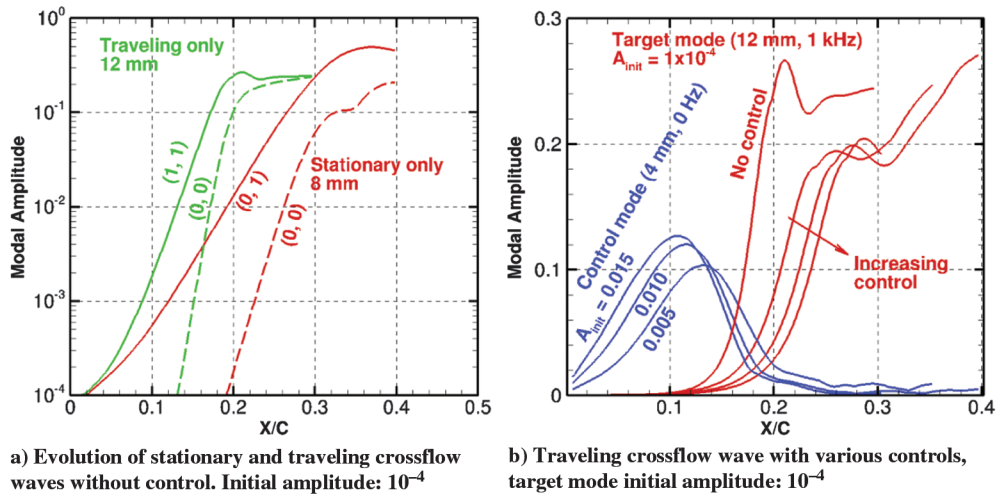 10⁰
10⁻¹
10⁻²
10⁻³
10⁻⁴
Modal Amplitude
Traveling only
12 mm
(1, 1)
(0, 0)
(0, 1)
(0, 0)
Stationary only
8 mm
0 0.1 0.2 0.3 0.4 0.5
X/C
a) Evolution of stationary and traveling crossflow
waves without control. Initial amplitude: 10⁻⁴
0.3
0.2
0.1
0
Modal Amplitude
Target mode (12 mm, 1 kHz)
A_init = 1x10⁻⁴
Control mode (4 mm, 0 Hz)
A_init = 0.015
0.010
0.005
No control
Increasing
control
0.1 0.2 0.3 0.4
X/C
b) Traveling crossflow wave with various controls,
target mode initial amplitude: 10⁻⁴